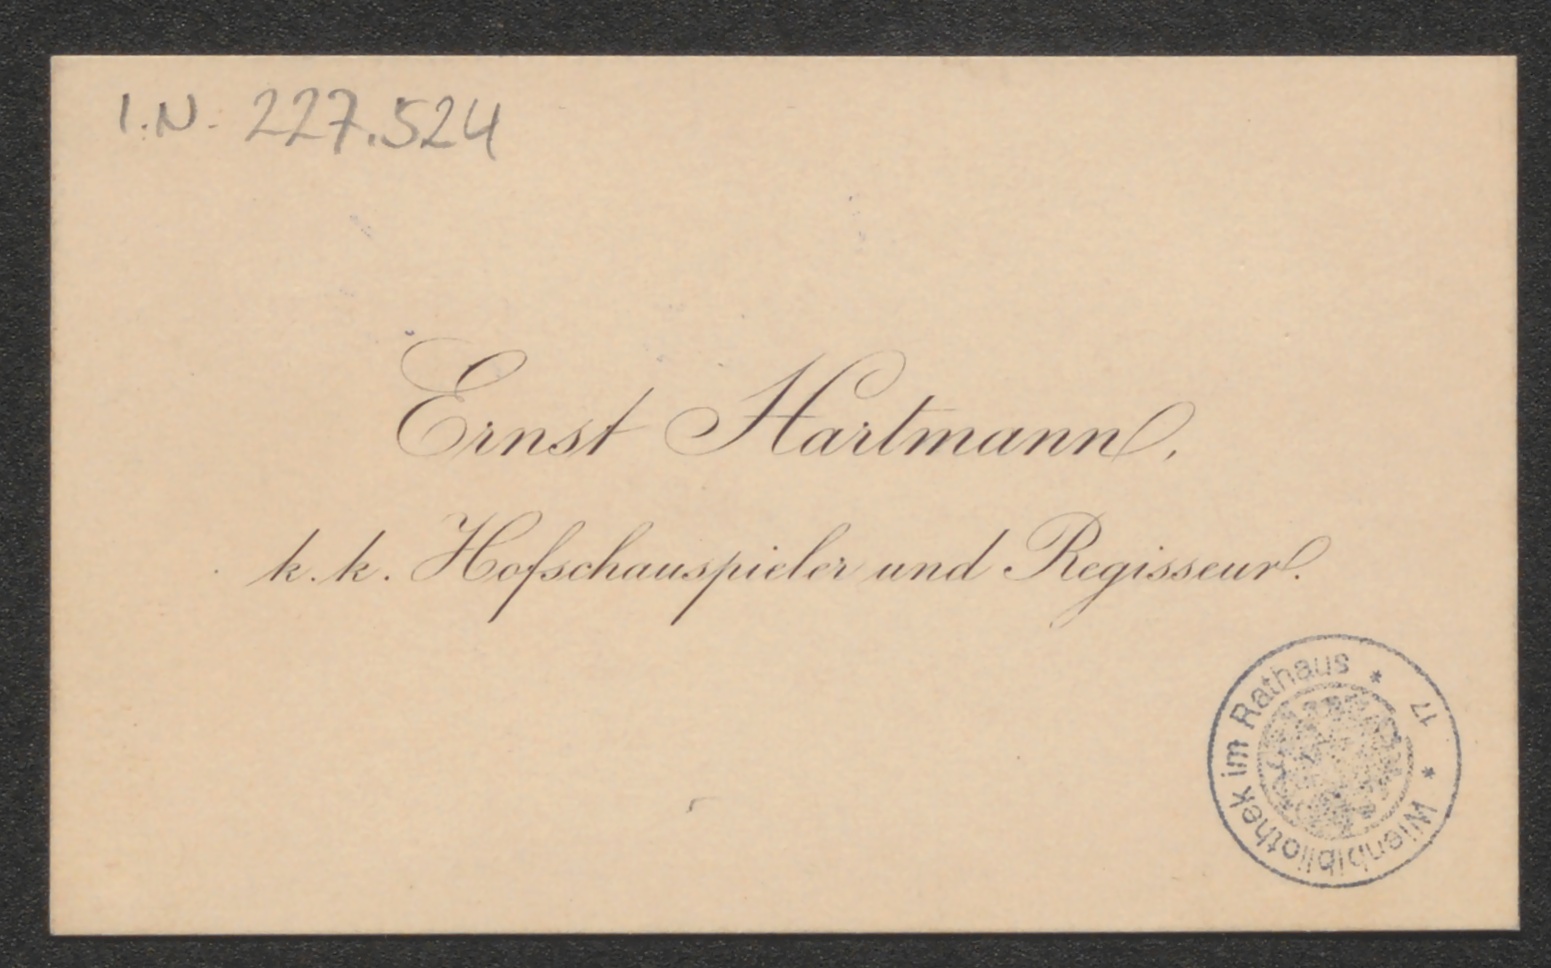 I.N. 227.524
Ernst Hartmann,
k. k. Hofschauspieler und Regisseur.
Wienbibliothek im Rathaus * 17 *